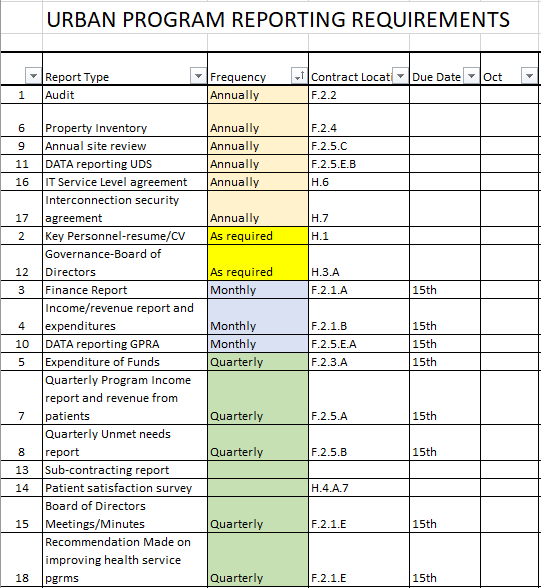 URBAN PROGRAM REPORTING REQUIREMENTS
Report Type Frequency Contract Locati Due Date Oct
1 Audit Annually F.2.2
6 Property Inventory Annually F.2.4
9 Annual site review Annually F.2.5.C
11 DATA reporting UDS Annually F.2.5.E.B
16 IT Service Level agreement Annually H.6
Interconnection security
17 agreement Annually H.7
2 Key Personnel-resume/CV As required H.1
Governance-Board of
12 Directors As required H.3.A
3 Finance Report Monthly F.2.1.A 15th
Income/revenue report and
4 expenditures Monthly F.2.1.B 15th
10 DATA reporting GPRA Monthly F.2.5.E.A 15th
5 Expenditure of Funds Quarterly F.2.3.A 15th
Quarterly Program Income
report and revenue from
7 patients Quarterly F.2.5.A 15th
Quarterly Unmet needs
8 report Quarterly F.2.5.B 15th
13 Sub-contracting report
14 Patient satisfaction survey H.4.A.7
Board of Directors
15 Meetings/Minutes Quarterly F.2.1.E 15th
Recommendation Made on
improving health service
18 pgrms Quarterly F.2.1.E 15th